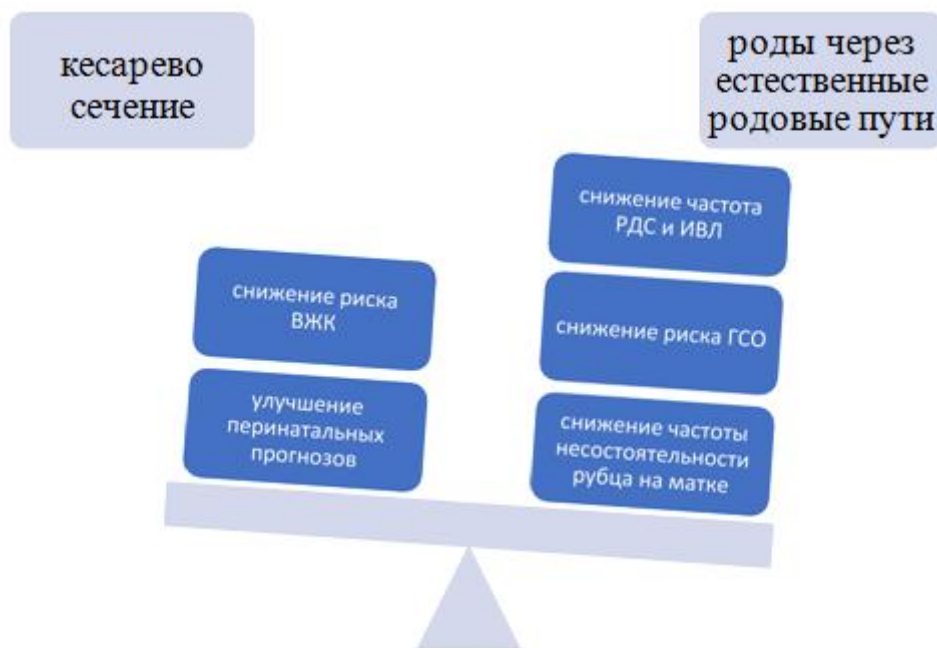 кесарево
сечение
роды через
естественные
родовые пути
снижение риска
ВЖК
улучшение
перинатальных
прогнозов
снижение частота
РДС и ИВЛ
снижение риска ГСО
снижение частоты
несостоятельности
рубца на матке